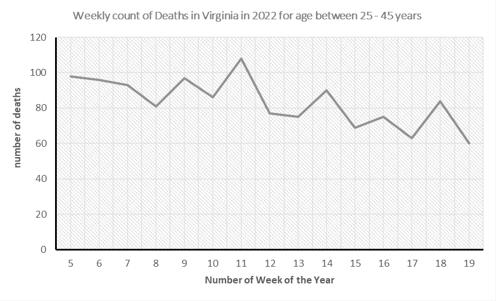 Weekly count of Deaths in Virginia in 2022 for age between 25 - 45 years
120
100
80
60
40
20
0
number of deaths
5 6 7 8 9 10 11 12 13 14 15 16 17 18 19
Number of Week of the Year